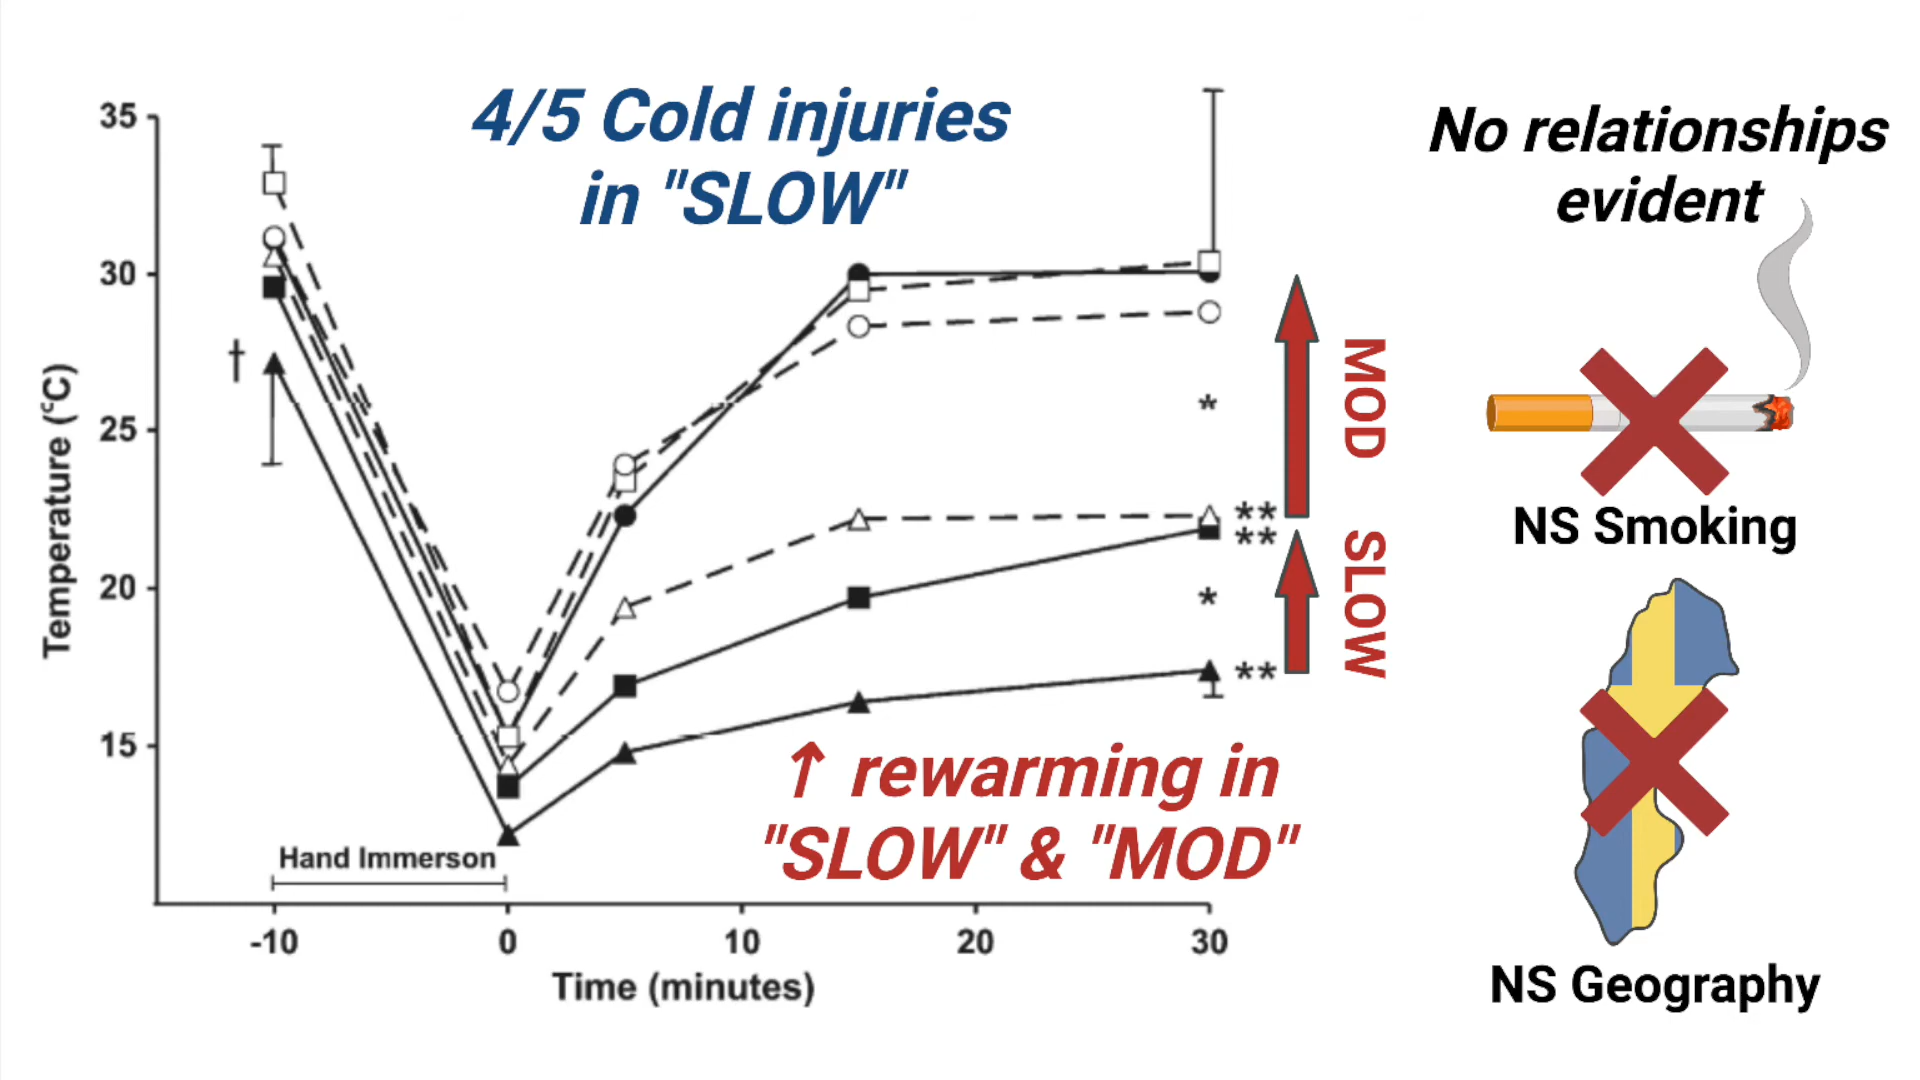 4/5 Cold injuries
in "SLOW"
No relationships
evident
35
30
25
20
15
Temperature (°C)
†
*
**
**
*
**
MOD
SLOW
↑ rewarming in
"SLOW" & "MOD"
Hand Immerson
-10
0
10
20
30
Time (minutes)
NS Smoking
NS Geography